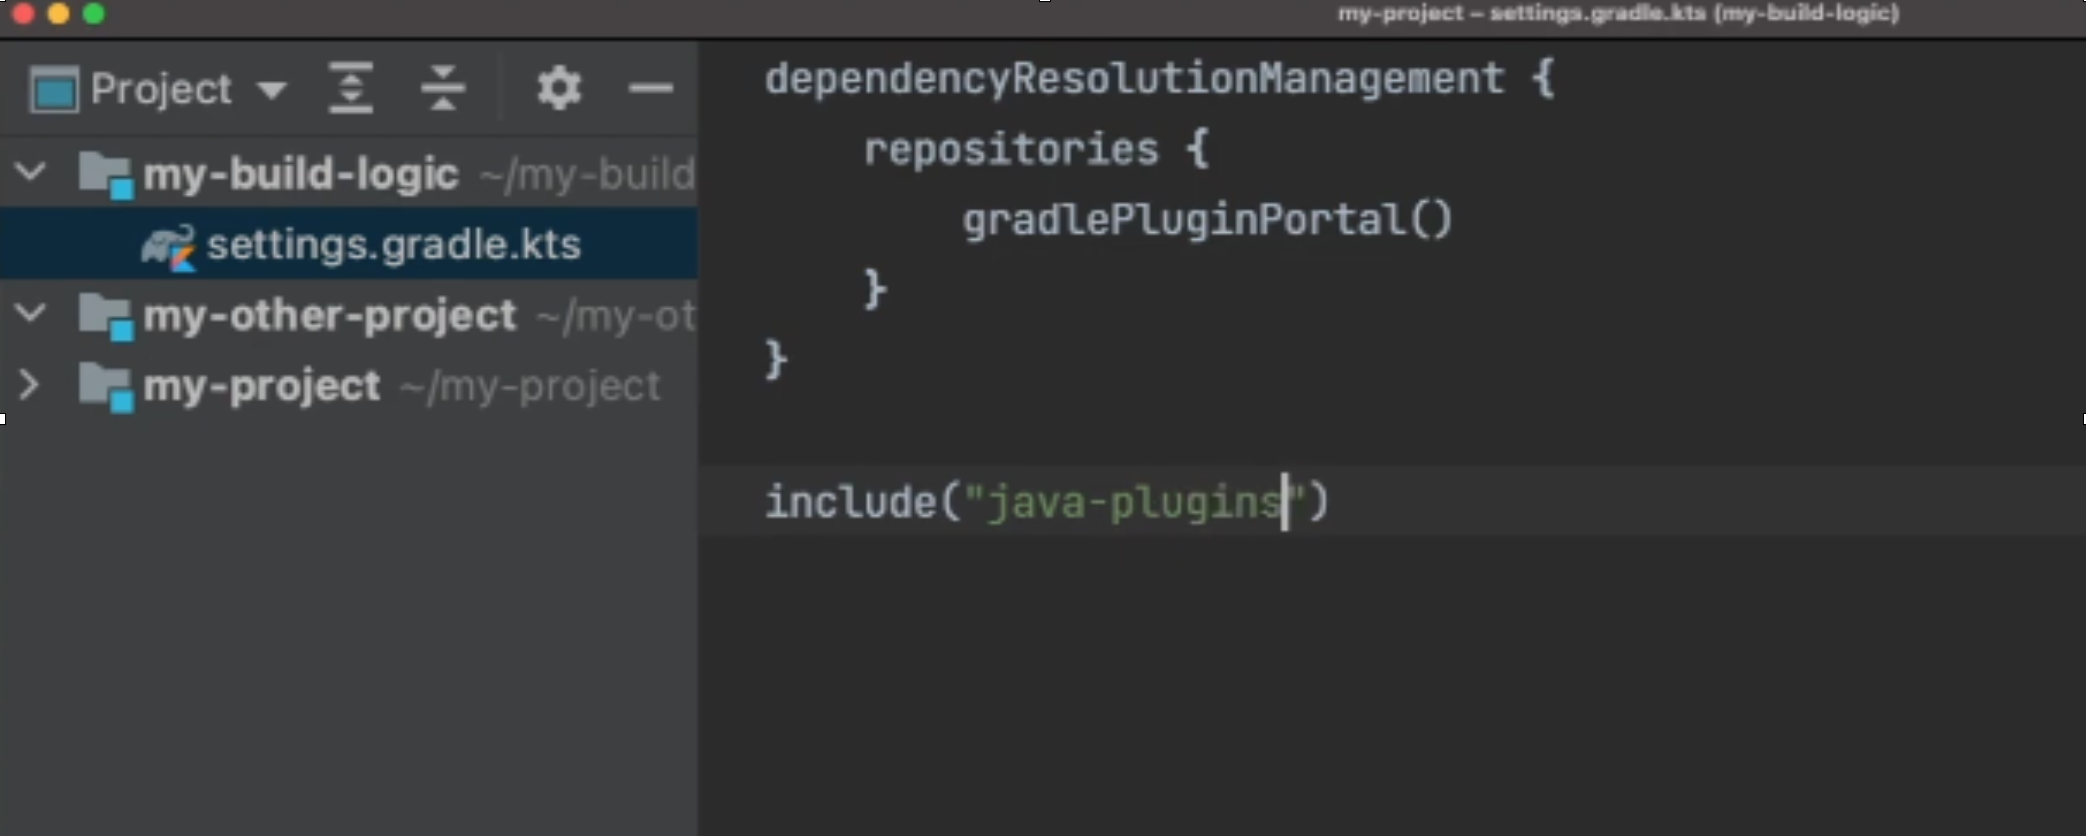 my-project – settings.gradle.kts (my-build-logic)
Project
my-build-logic ~/my-build
settings.gradle.kts
my-other-project ~/my-ot
my-project ~/my-project
dependencyResolutionManagement {
repositories {
gradlePluginPortal()
}
}
include("java-plugins")